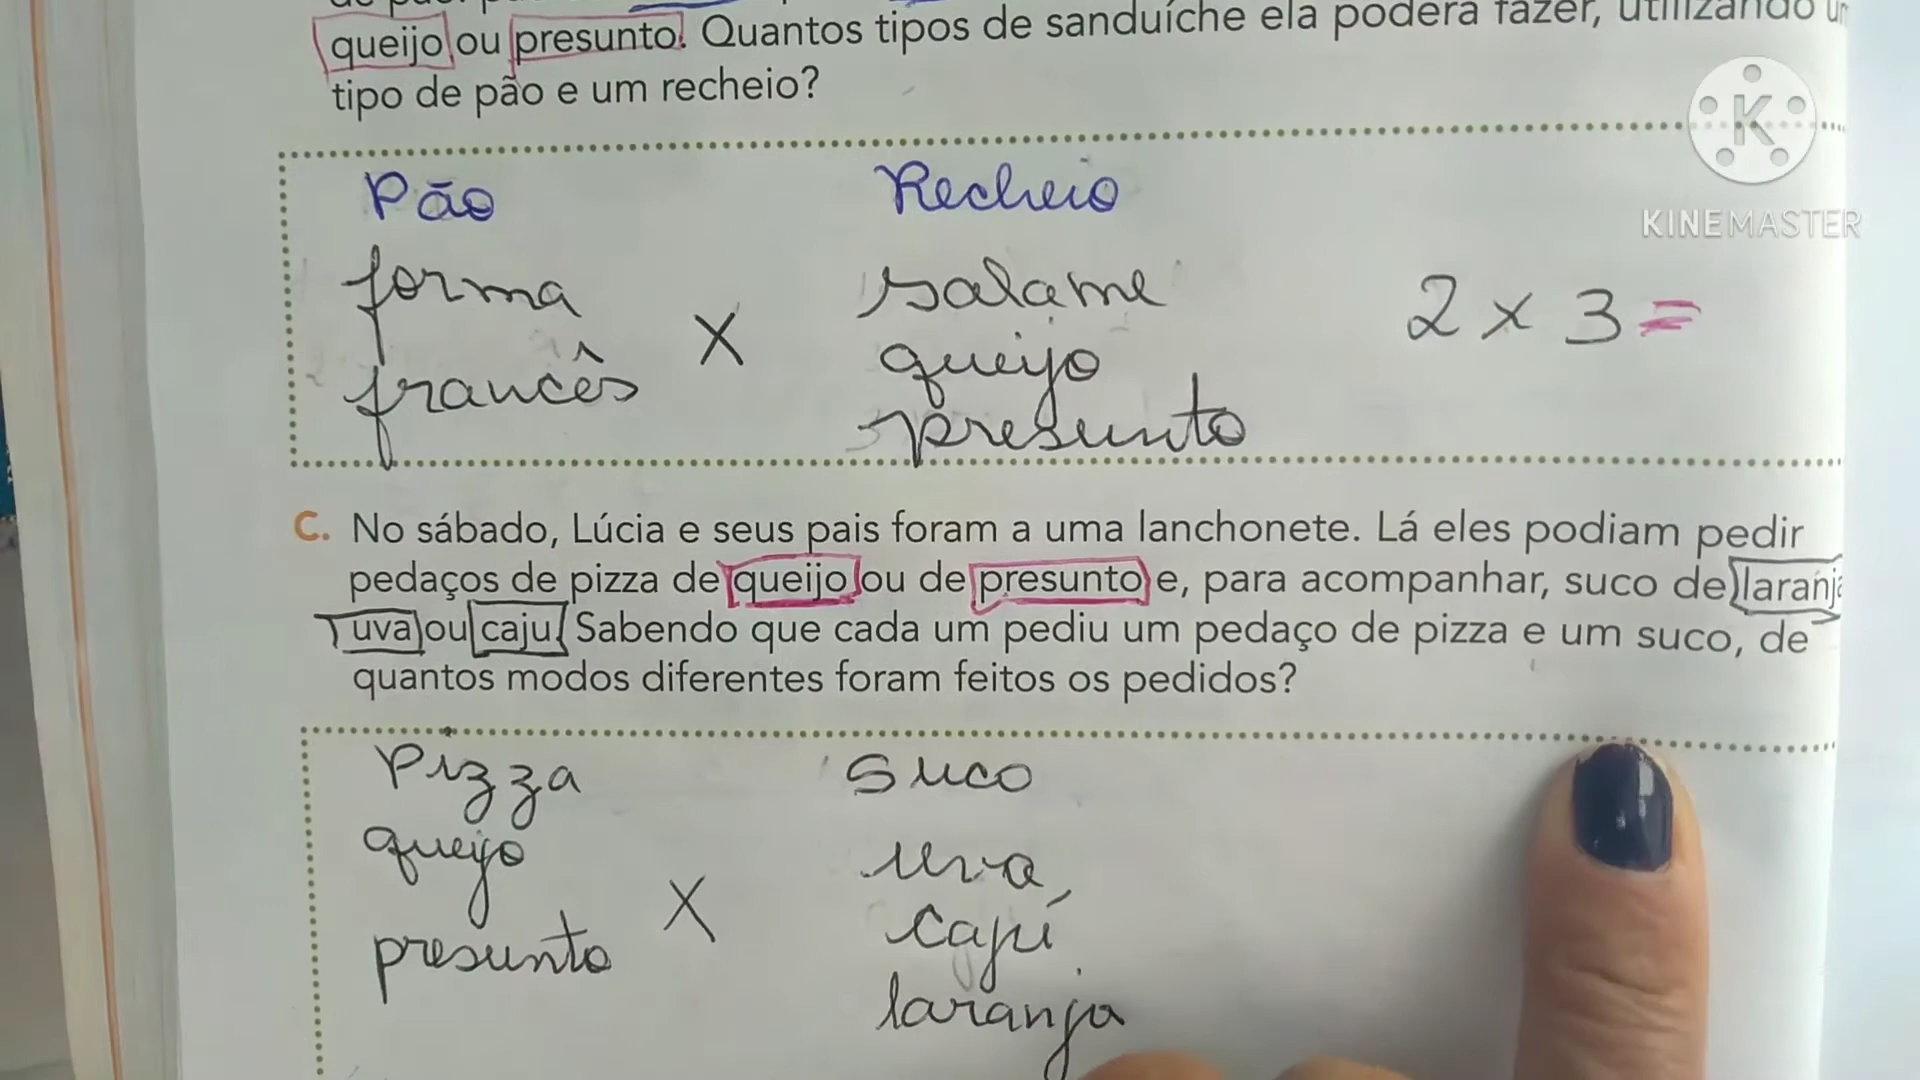 queijo ou presunto. Quantos tipos de sanduíche ela poderá fazer, utilizando
tipo de pão e um recheio?
KINEMASTER
Pão Recheio
forma X salame 2 x 3 =
francês queijo
presunto
C. No sábado, Lúcia e seus pais foram a uma lanchonete. Lá eles podiam pedir
pedaços de pizza de queijo ou de presunto e, para acompanhar, suco de laranja
uva ou caju. Sabendo que cada um pediu um pedaço de pizza e um suco, de
quantos modos diferentes foram feitos os pedidos?
Pizza suco
queijo X uva,
presunto
laranja